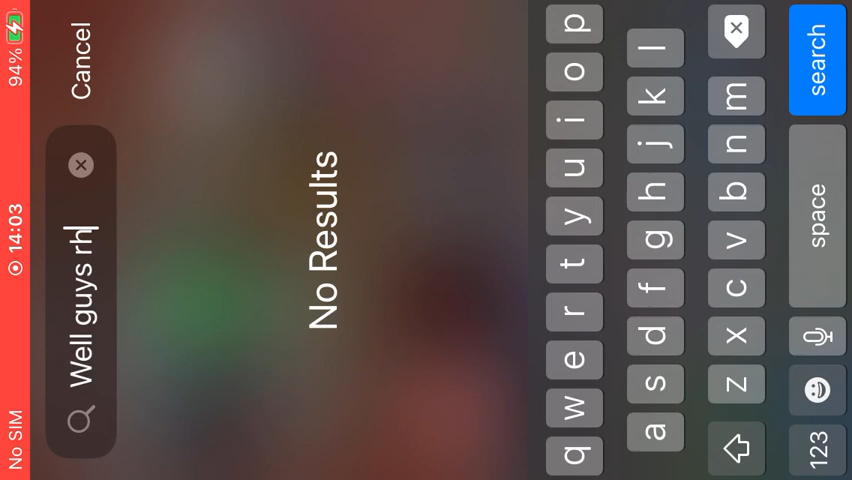 No SIM 14:03 94%
Well guys rh Cancel
No Results
q w e r t y u i o p
a s d f g h j k l
z x c v b n m
123 space search